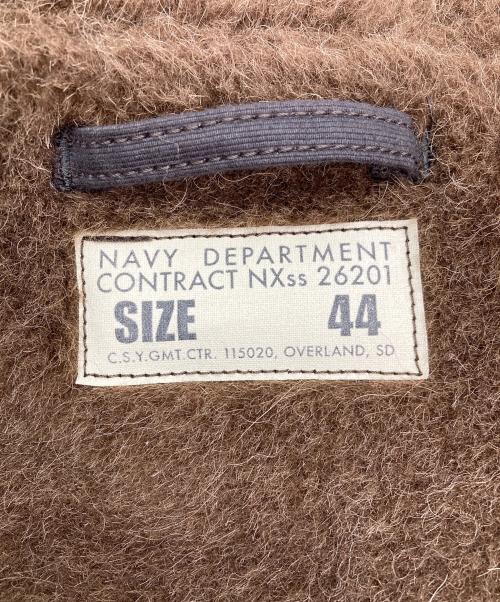 NAVY DEPARTMENT
CONTRACT NXss 26201
SIZE 44
C.S.Y.GMT.CTR. 115020, OVERLAND, SD